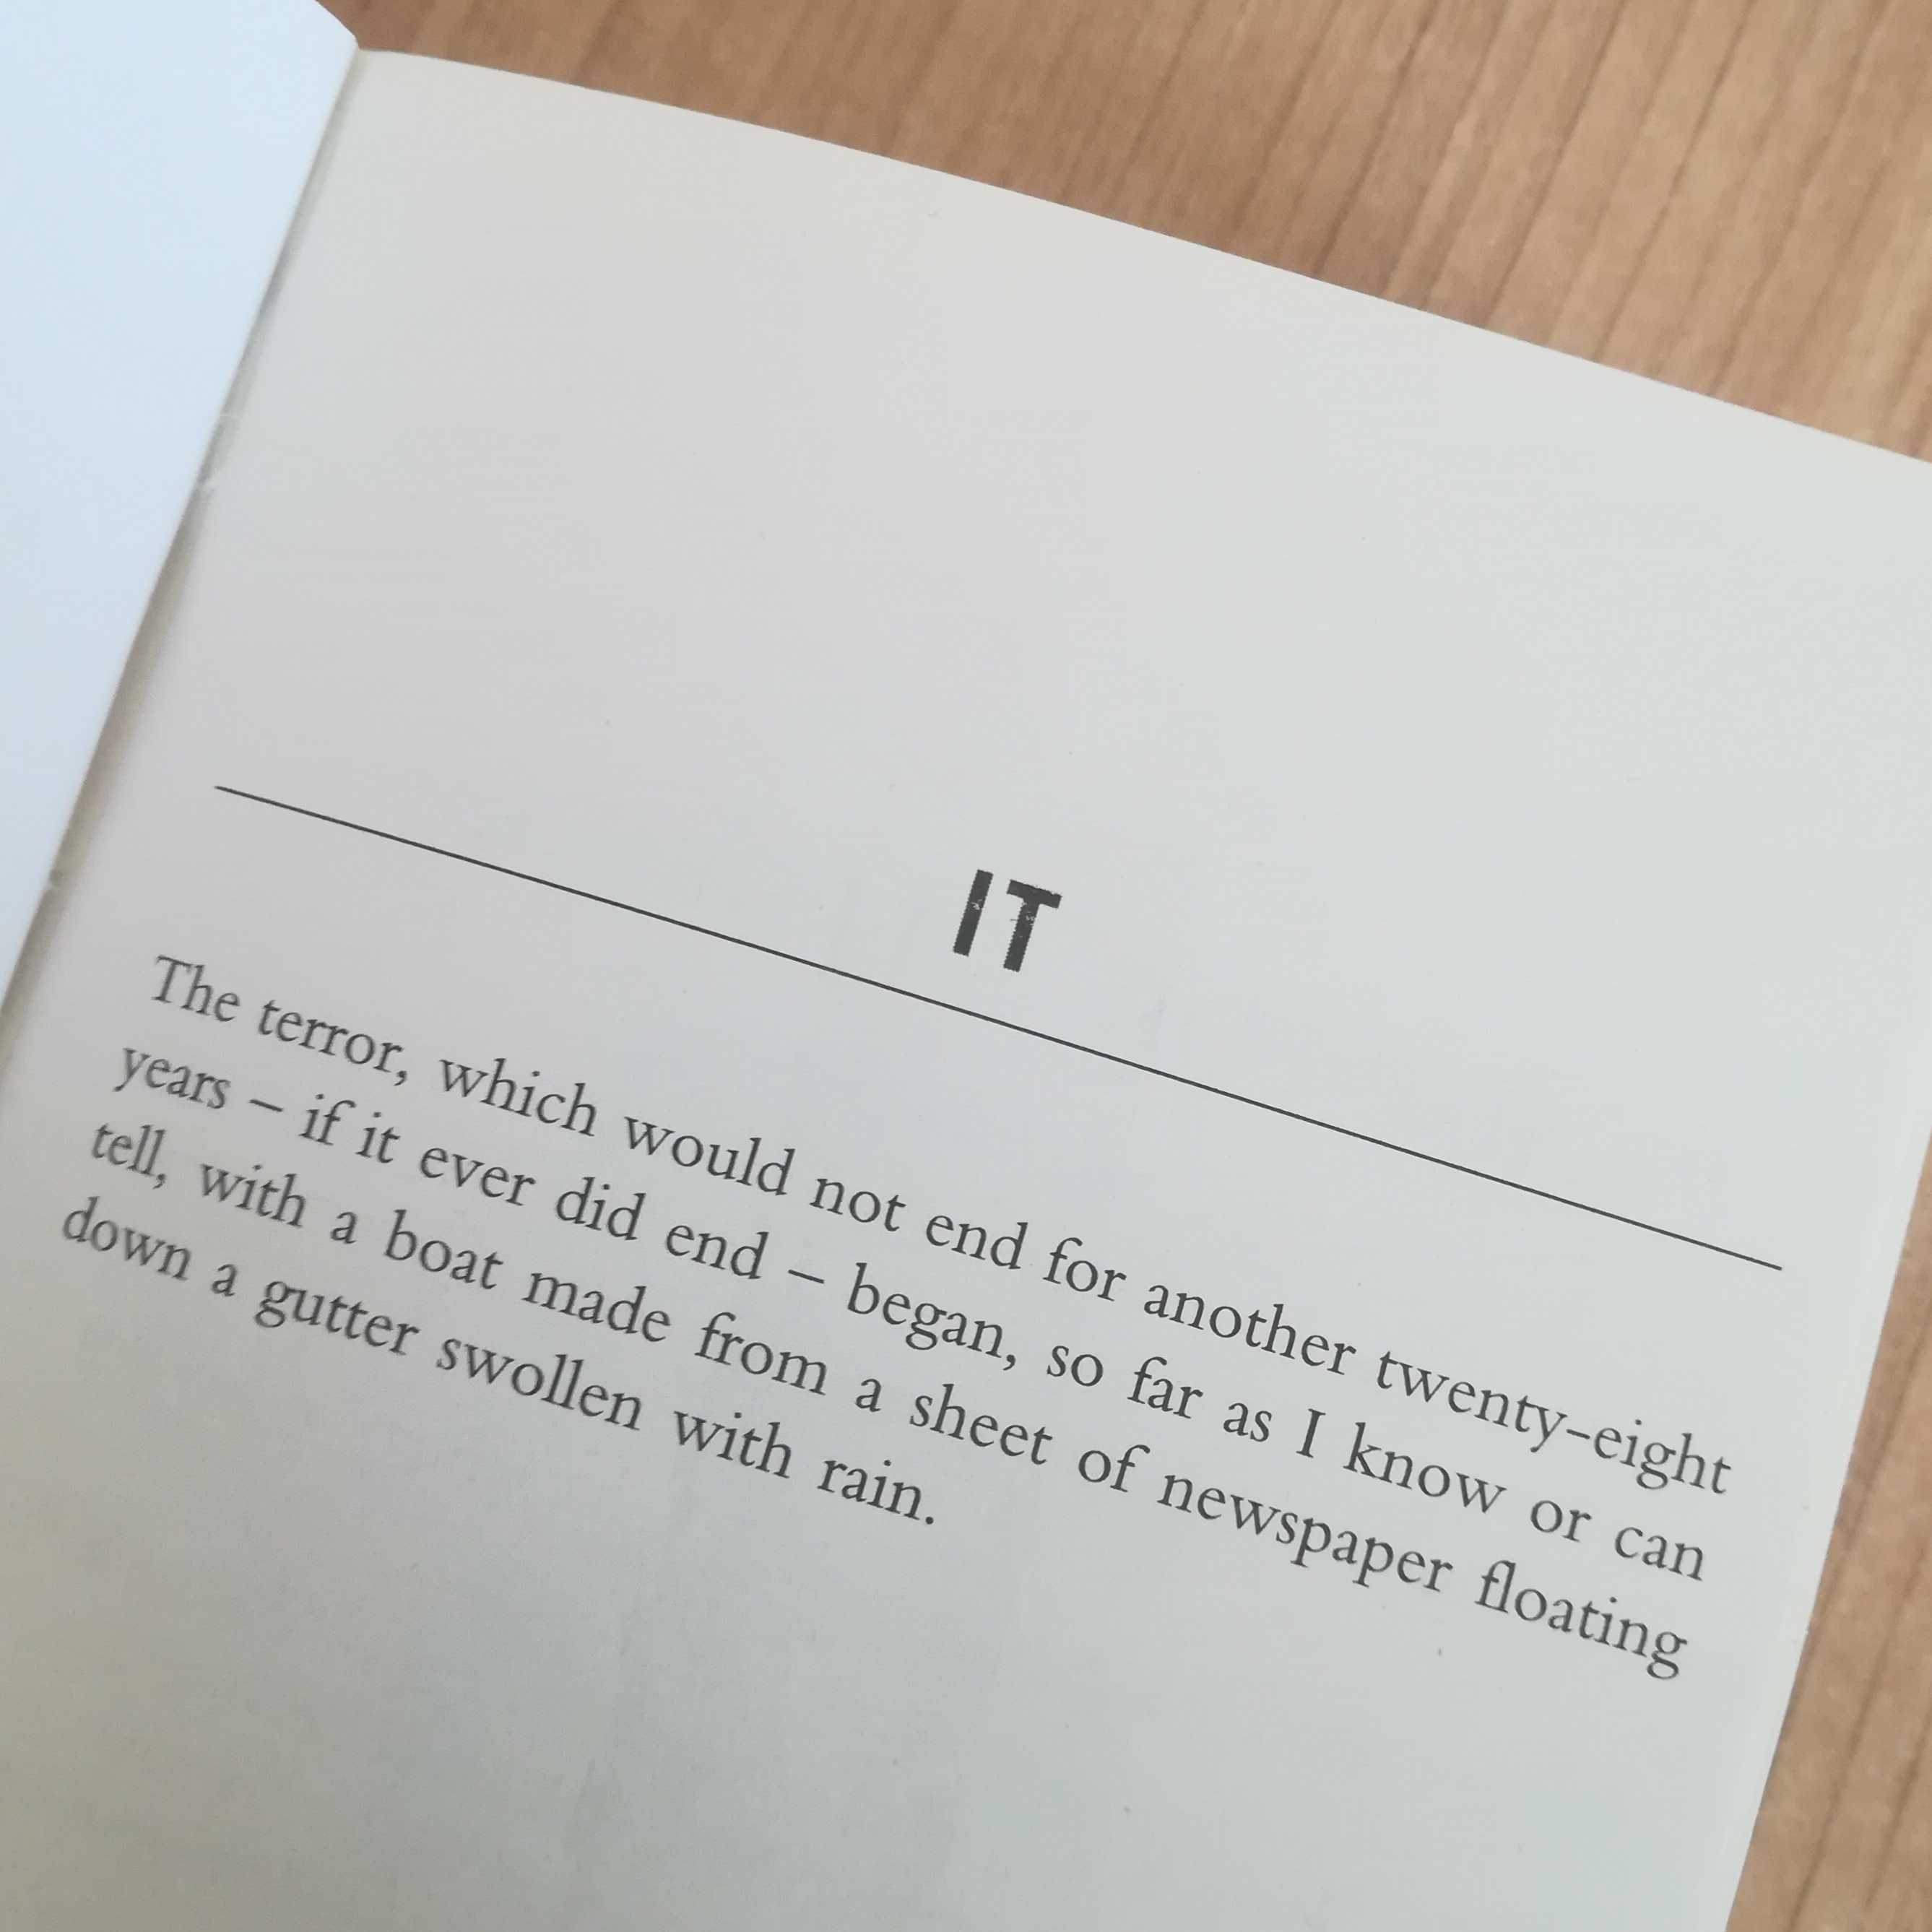 IT
The terror, which would not end for another twenty-eight
years – if it ever did end – began, so far as I know or can
tell, with a boat made from a sheet of newspaper floating
down a gutter swollen with rain.